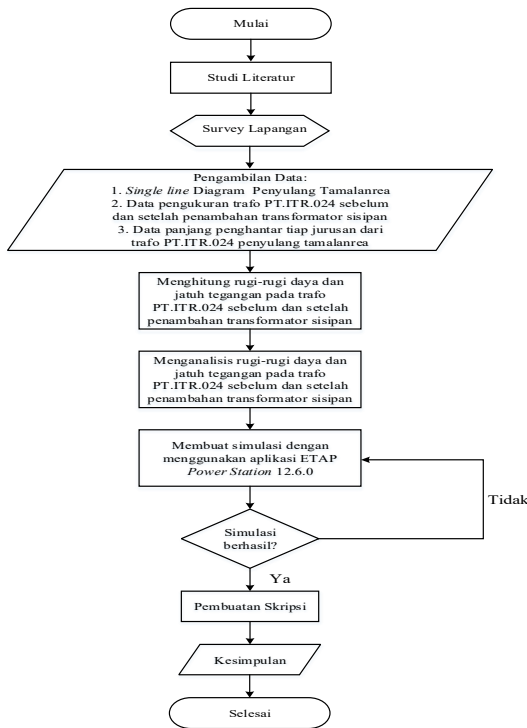 Mulai
Studi Literatur
Survey Lapangan
Pengambilan Data:
1. Single line Diagram Penyulang Tamalanrea
2. Data pengukuran trafo PT.ITR.024 sebelum
dan setelah penambahan transformator sisipan
3. Data panjang penghantar tiap jurusan dari
trafo PT.ITR.024 penyulang tamalanrea
Menghitung rugi-rugi daya dan
jatuh tegangan pada trafo
PT.ITR.024 sebelum dan setelah
penambahan transformator sisipan
Menganalisis rugi-rugi daya dan
jatuh tegangan pada trafo
PT.ITR.024 sebelum dan setelah
penambahan transformator sisipan
Membuat simulasi dengan
menggunakan aplikasi ETAP
Power Station 12.6.0
Tidak
Simulasi
berhasil?
Ya
Pembuatan Skripsi
Kesimpulan
Selesai